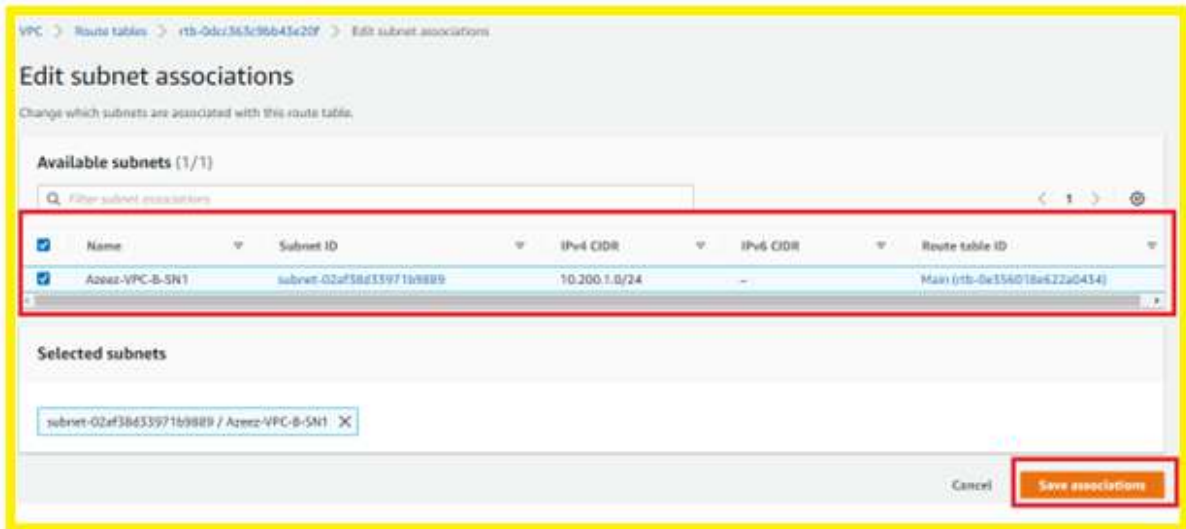 VPC > Route tables > rtb-0dcc363c9bb43e20f > Edit subnet associations
Edit subnet associations
Change which subnets are associated with this route table.
Available subnets (1/1)
Filter subnet associations
< 1 >
Name Subnet ID IPv4 CIDR IPv6 CIDR Route table ID
Azeez-VPC-B-SN1 subnet-02af38d33971b9889 10.200.1.0/24 – Main (rtb-0e356018e622a0434)
Selected subnets
subnet-02af38d33971b9889 / Azeez-VPC-B-SN1 X
Cancel Save associations